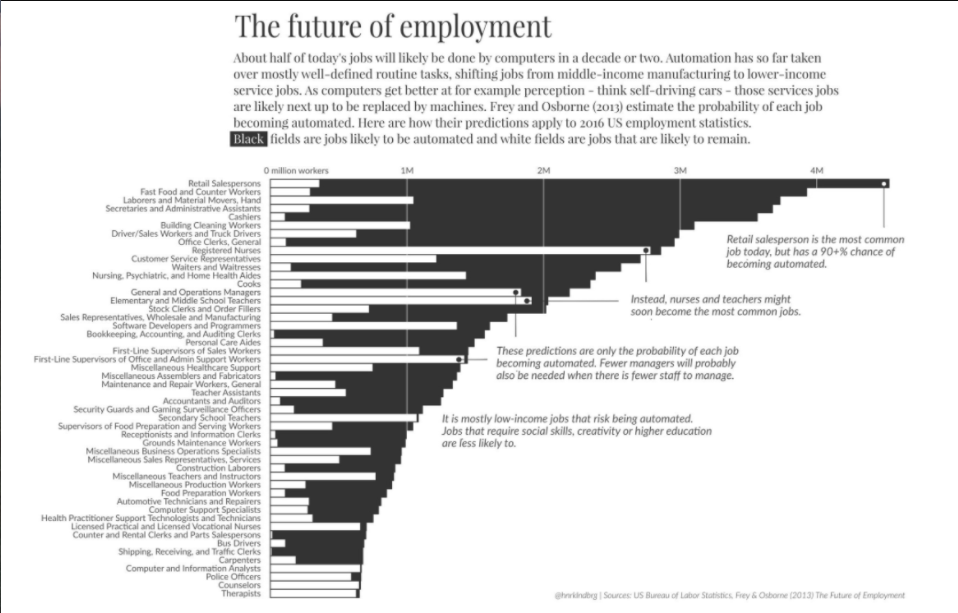 The future of employment
About half of today's jobs will likely be done by computers in a decade or two. Automation has so far taken
over mostly well-defined routine tasks, shifting jobs from middle-income manufacturing to lower-income
service jobs. As computers get better at for example perception - think self-driving cars - those services jobs
are likely next up to be replaced by machines. Frey and Osborne (2013) estimate the probability of each job
becoming automated. Here are how their predictions apply to 2016 US employment statistics.
Black fields are jobs likely to be automated and white fields are jobs that are likely to remain.
0 million workers 1M 2M 3M 4M
Retail Salespersons
Fast Food and Counter Workers
Laborers and Material Movers, Hand
Secretaries and Administrative Assistants
Cashiers
Building Cleaning Workers
Driver/Sales Workers and Truck Drivers
Office Clerks, General
Registered Nurses
Customer Service Representatives
Waiters and Waitresses
Nursing, Psychiatric, and Home Health Aides
Cooks
General and Operations Managers
Elementary and Middle School Teachers
Stock Clerks and Order Fillers
Sales Representatives, Wholesale and Manufacturing
Software Developers and Programmers
Bookkeeping, Accounting, and Auditing Clerks
Personal Care Aides
First-Line Supervisors of Sales Workers
First-Line Supervisors of Office and Admin Support Workers
Miscellaneous Healthcare Support
Miscellaneous Assemblers and Fabricators
Maintenance and Repair Workers, General
Teacher Assistants
Accountants and Auditors
Security Guards and Gaming Surveillance Officers
Secondary School Teachers
Supervisors of Food Preparation and Serving Workers
Receptionists and Information Clerks
Grounds Maintenance Workers
Miscellaneous Business Operations Specialists
Miscellaneous Sales Representatives, Services
Construction Laborers
Miscellaneous Teachers and Instructors
Miscellaneous Production Workers
Food Preparation Workers
Automotive Technicians and Repairers
Computer Support Specialists
Health Practitioner Support Technologists and Technicians
Licensed Practical and Licensed Vocational Nurses
Counter and Rental Clerks and Parts Salespersons
Bus Drivers
Shipping, Receiving, and Traffic Clerks
Carpenters
Computer and Information Analysts
Police Officers
Counselors
Therapists
Retail salesperson is the most common
job today, but has a 90+% chance of
becoming automated.
Instead, nurses and teachers might
soon become the most common jobs.
These predictions are only the probability of each job
becoming automated. Fewer managers will probably
also be needed when there is fewer staff to manage.
It is mostly low-income jobs that risk being automated.
Jobs that require social skills, creativity or higher education
are less likely to.
@hnrklndbrg | Sources: US Bureau of Labor Statistics, Frey & Osborne (2013) The Future of Employment